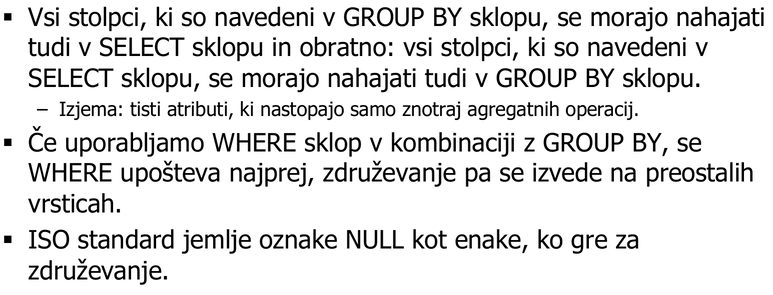 ▪ Vsi stolpci, ki so navedeni v GROUP BY sklopu, se morajo nahajati
tudi v SELECT sklopu in obratno: vsi stolpci, ki so navedeni v
SELECT sklopu, se morajo nahajati tudi v GROUP BY sklopu.
– Izjema: tisti atributi, ki nastopajo samo znotraj agregatnih operacij.
▪ Če uporabljamo WHERE sklop v kombinaciji z GROUP BY, se
WHERE upošteva najprej, združevanje pa se izvede na preostalih
vrsticah.
▪ ISO standard jemlje oznake NULL kot enake, ko gre za
združevanje.